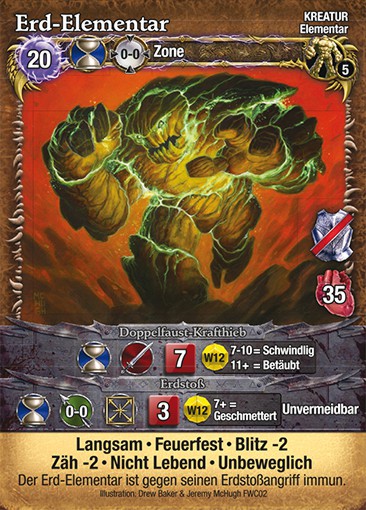 Erd-Elementar
KREATUR
Elementar
20
0-0
Zone
5
35
Doppelfaust-Krafthieb
7
W12
7-10 = Schwindlig
11+ = Betäubt
Erdstoß
0-0
3
W12
7+ =
Geschmettert
Unvermeidbar
Langsam • Feuerfest • Blitz -2
Zäh -2 • Nicht Lebend • Unbeweglich
Der Erd-Elementar ist gegen seinen Erdstoßangriff immun.
Illustration: Drew Baker & Jeremy McHugh FWC02